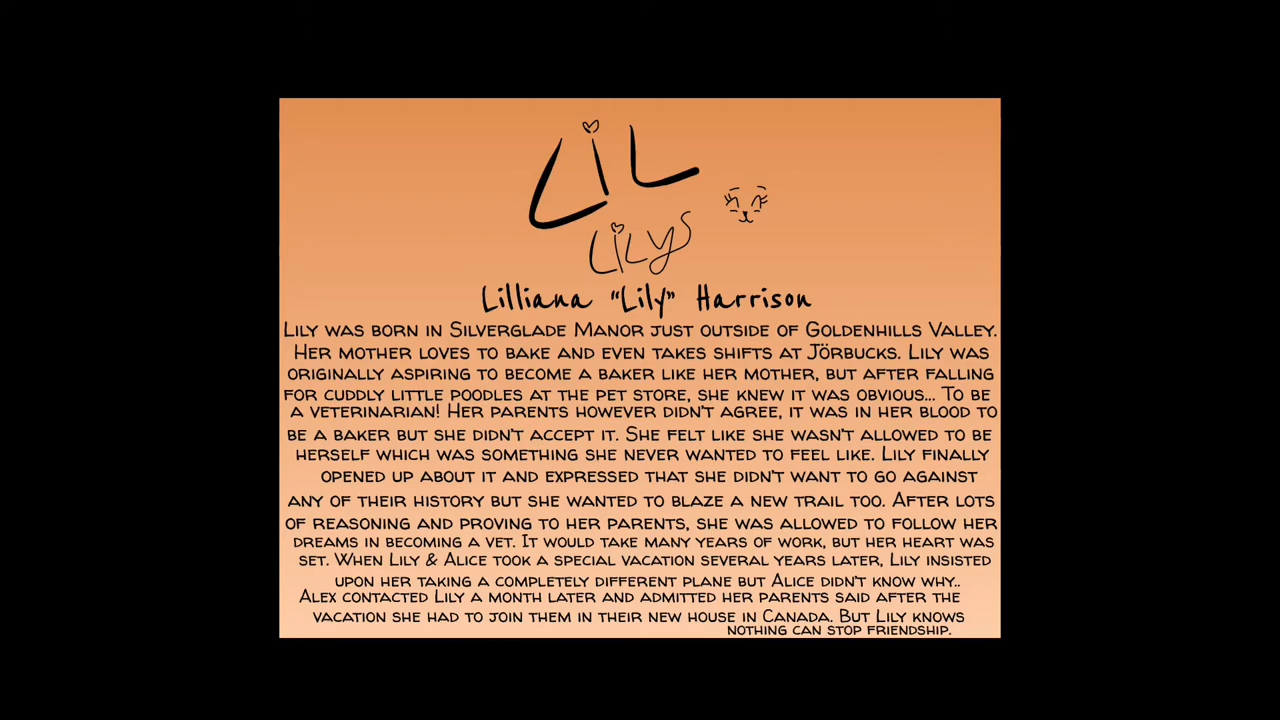 LiL
LiLYS
Lilliana "Lily" Harrison
Lily was born in Silverglade Manor just outside of Goldenhills Valley.
Her mother loves to bake and even takes shifts at Jörbucks. Lily was
originally aspiring to become a baker like her mother, but after falling
for cuddly little poodles at the pet store, she knew it was obvious... To be
a veterinarian! Her parents however didn't agree, it was in her blood to
be a baker but she didn't accept it. She felt like she wasn't allowed to be
herself which was something she never wanted to feel like. Lily finally
opened up about it and expressed that she didn't want to go against
any of their history but she wanted to blaze a new trail too. After lots
of reasoning and proving to her parents, she was allowed to follow her
dreams in becoming a vet. It would take many years of work, but her heart was
set. When Lily & Alice took a special vacation several years later, Lily insisted
upon her taking a completely different plane but Alice didn't know why..
Alex contacted Lily a month later and admitted her parents said after the
vacation she had to join them in their new house in Canada. But Lily knows
nothing can stop friendship.